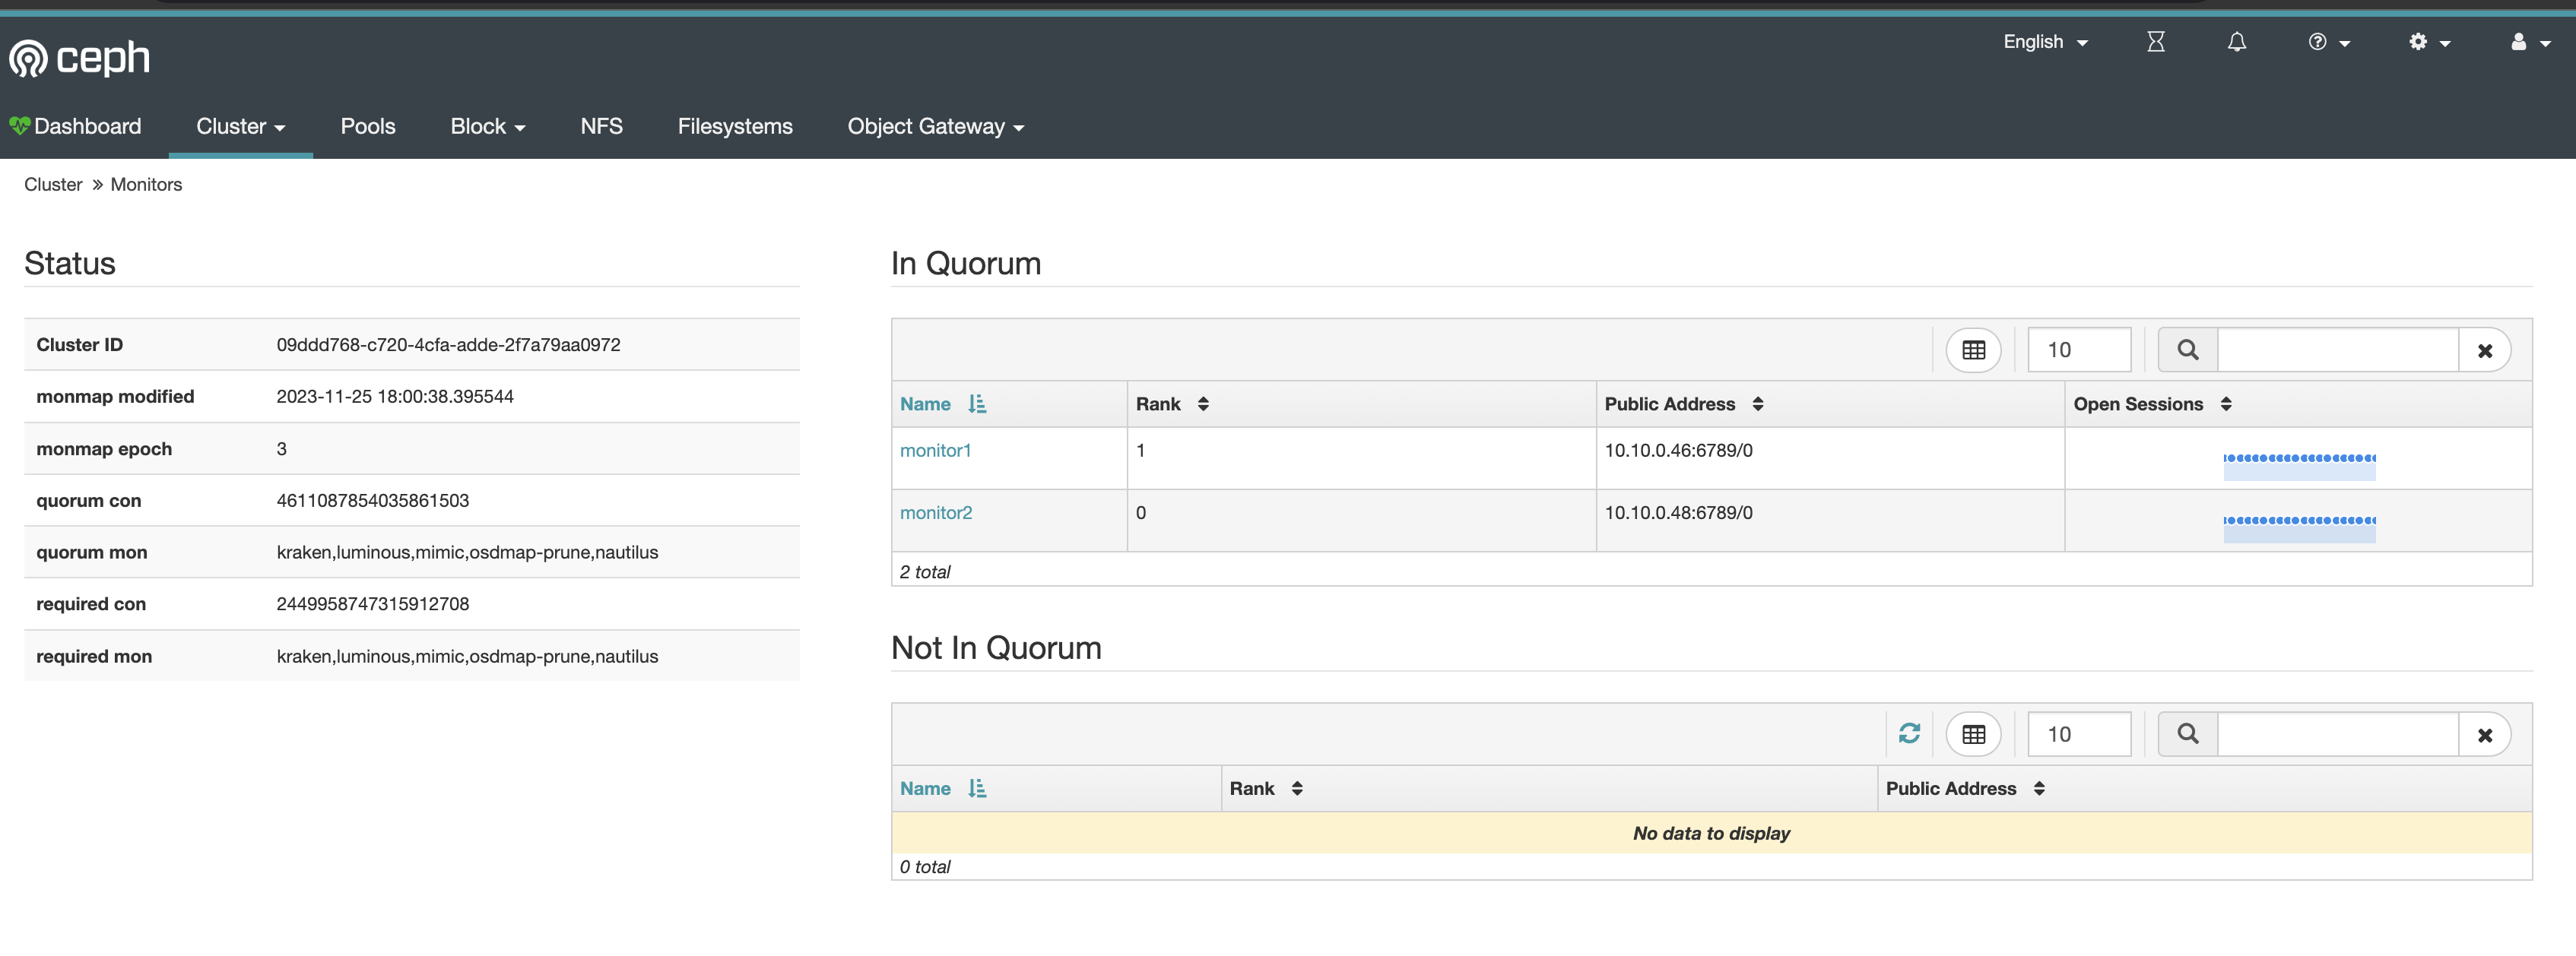 ceph
English
Dashboard Cluster Pools Block NFS Filesystems Object Gateway
Cluster » Monitors
Status
Cluster ID 09ddd768-c720-4cfa-adde-2f7a79aa0972
monmap modified 2023-11-25 18:00:38.395544
monmap epoch 3
quorum con 4611087854035861503
quorum mon kraken,luminous,mimic,osdmap-prune,nautilus
required con 2449958747315912708
required mon kraken,luminous,mimic,osdmap-prune,nautilus
In Quorum
10
Name Rank Public Address Open Sessions
monitor1 1 10.10.0.46:6789/0
monitor2 0 10.10.0.48:6789/0
2 total
Not In Quorum
10
Name Rank Public Address
No data to display
0 total